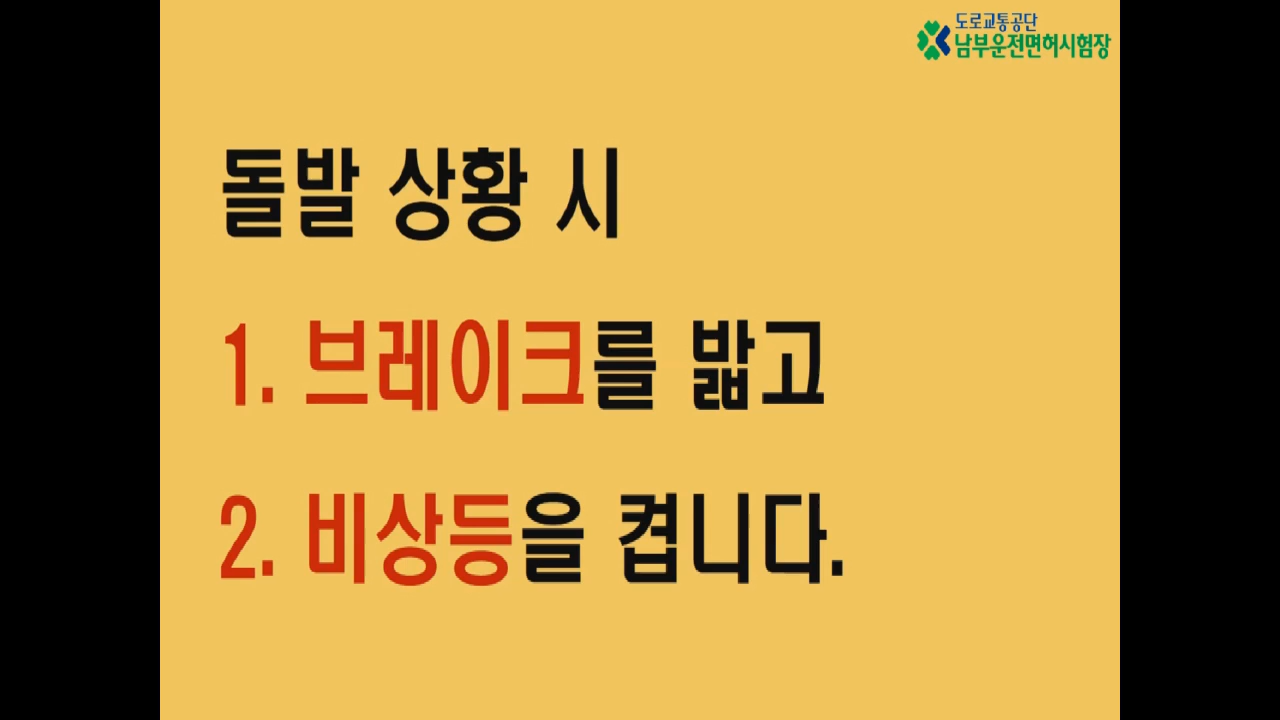 도로교통공단
남부운전면허시험장
돌발 상황 시
1. 브레이크를 밟고
2. 비상등을 켭니다.